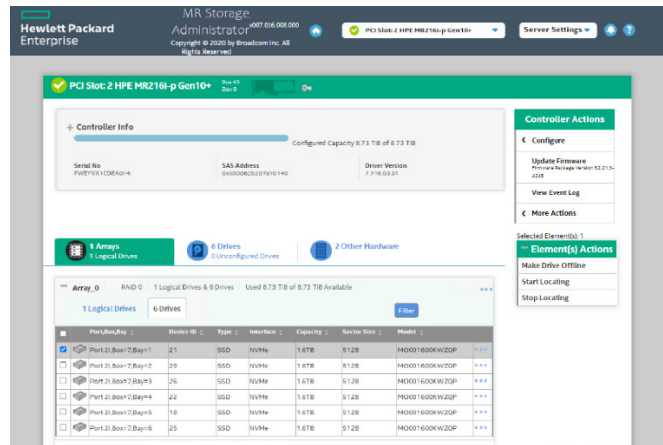 Hewlett Packard
Enterprise
MR Storage
Administrator v007.016.008.000
Copyright © 2020 by Broadcom Inc. All
Rights Reserved
PCI Slot: 2 HPE MR216i-p Gen10+
Server Settings
PCI Slot: 2 HPE MR216i-p Gen10+
Controller Info
Configured Capacity 8.73 TiB of 8.73 TiB
Serial No
SAS Address
Driver Version
7.716.03.01
Controller Actions
Configure
Update Firmware
View Event Log
More Actions
Selected Element(s): 1
Element(s) Actions
Make Drive Offline
Start Locating
Stop Locating
1 Arrays
1 Logical Drives
6 Drives
0 Unconfigured Drives
2 Other Hardware
Array_0 RAID 0 1 Logical Drives & 6 Drives Used 8.73 TiB of 8.73 TiB Available
1 Logical Drives 6 Drives Filter
Port,Box,Bay Device ID Type Interface Capacity Sector Size Model
Port 2I,Box=7,Bay=1 21 SSD NVMe 1.6TB 512B MO001600KWZQP
Port 2I,Box=7,Bay=2 29 SSD NVMe 1.6TB 512B MO001600KWZQP
Port 2I,Box=7,Bay=3 26 SSD NVMe 1.6TB 512B MO001600KWZQP
Port 2I,Box=7,Bay=4 22 SSD NVMe 1.6TB 512B MO001600KWZQP
Port 2I,Box=7,Bay=5 18 SSD NVMe 1.6TB 512B MO001600KWZQP
Port 2I,Box=7,Bay=6 25 SSD NVMe 1.6TB 512B MO001600KWZQP